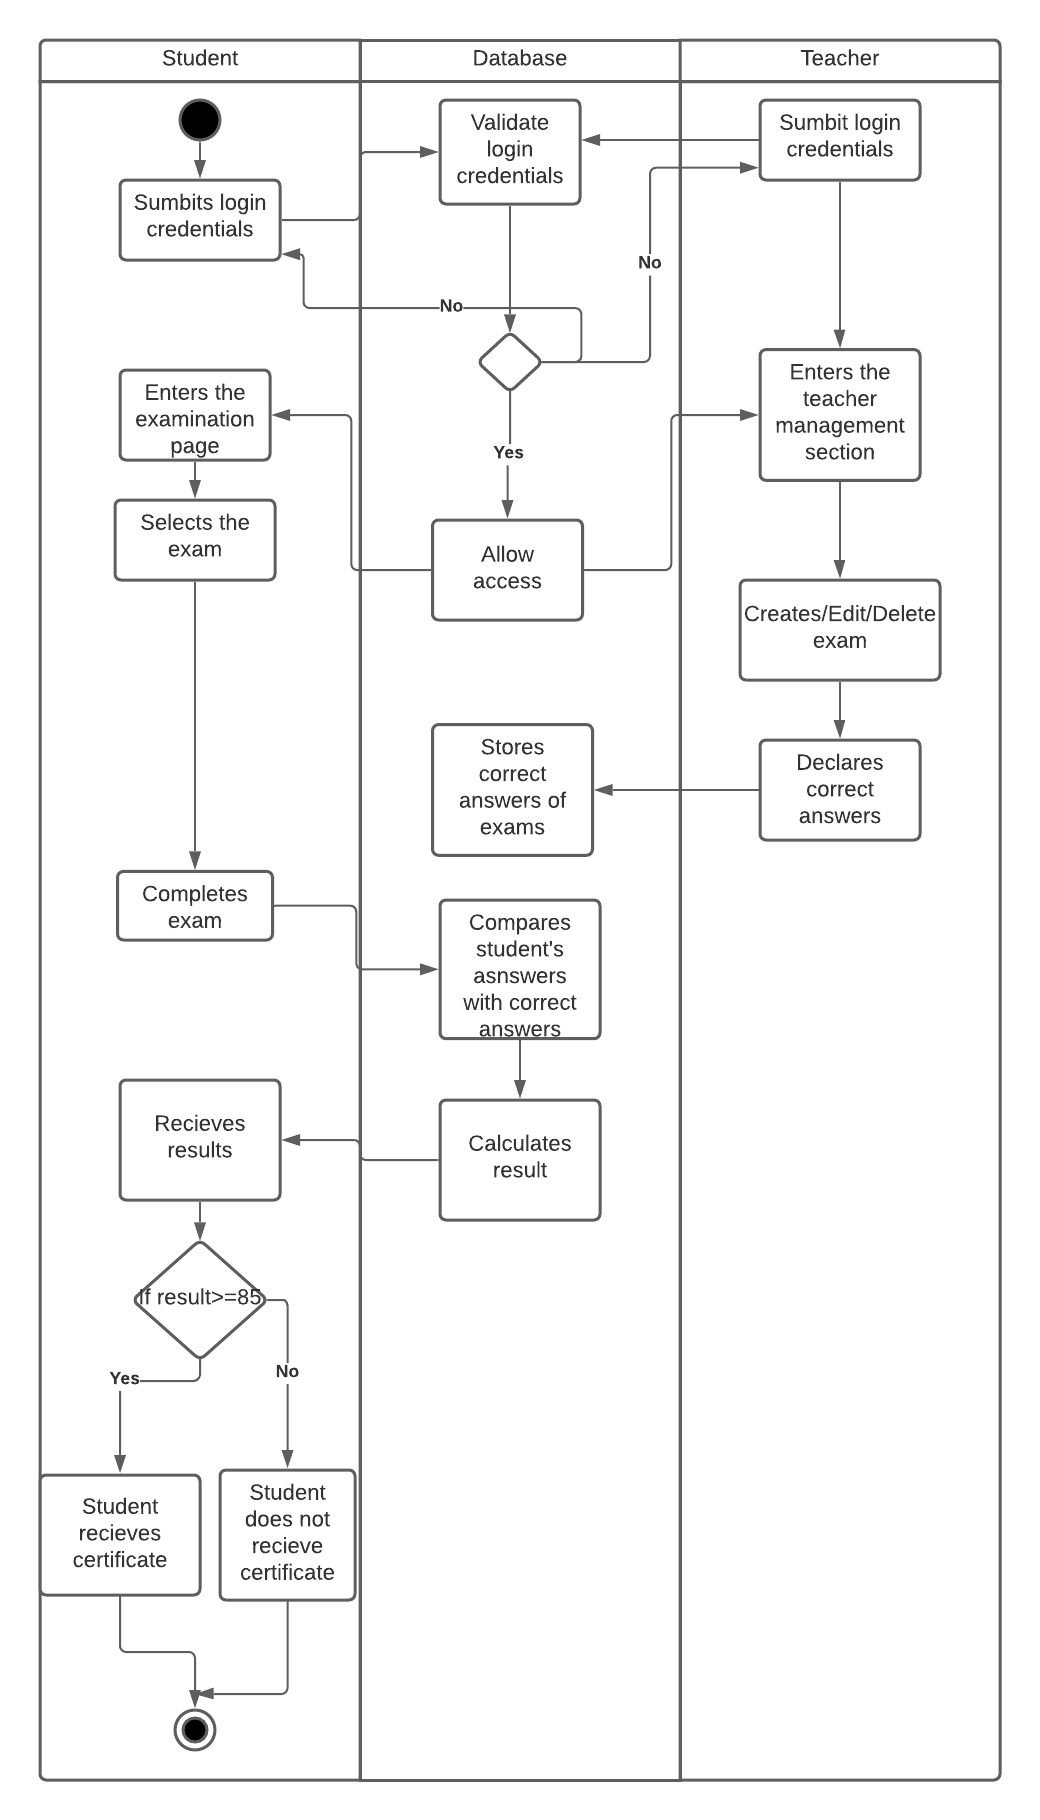 Student
Database
Teacher
Validate
login
credentials
Sumbit login
credentials
Sumbits login
credentials
No
No
Enters the
examination
page
Enters the
teacher
management
section
Yes
Selects the
exam
Allow
access
Creates/Edit/Delete
exam
Stores
correct
answers of
exams
Declares
correct
answers
Completes
exam
Compares
student's
asnswers
with correct
answers
Recieves
results
Calculates
result
If result>=85
Yes
No
Student
recieves
certificate
Student
does not
recieve
certificate